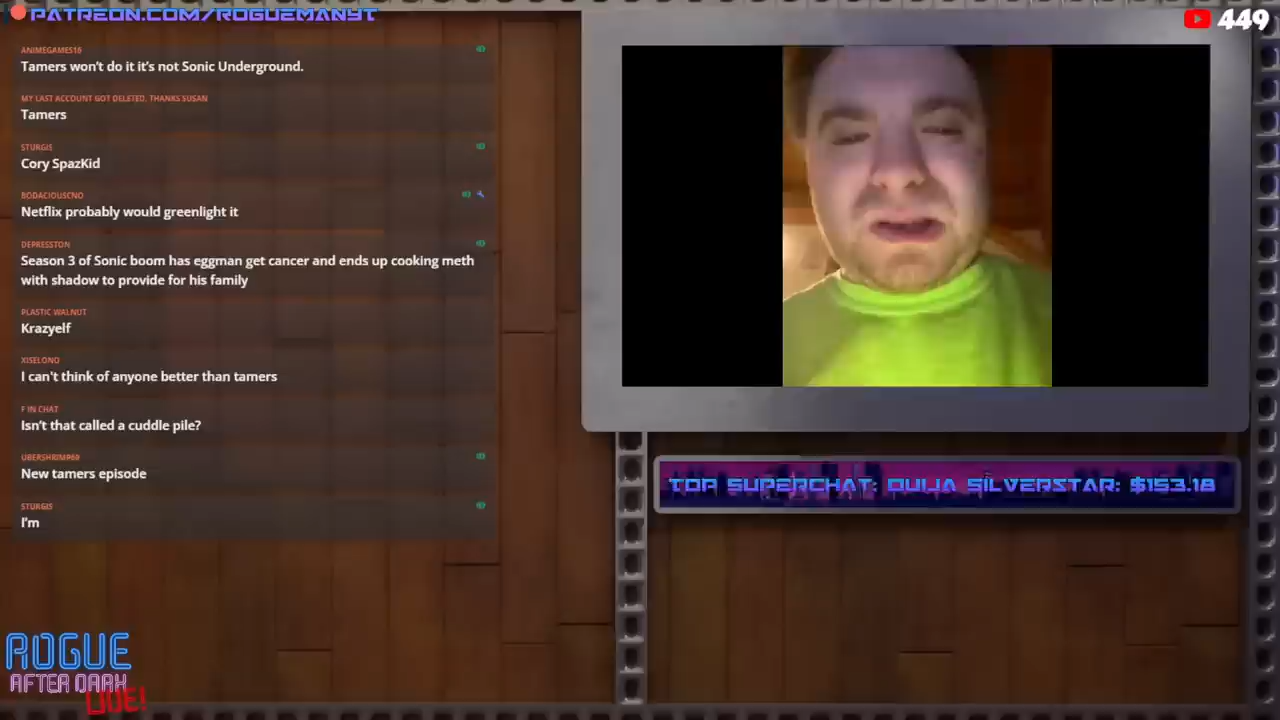 PATREON.COM/ROGUEMANYT
449
ANIMEGAMES16
Tamers won't do it it's not Sonic Underground.
MY LAST ACCOUNT GOT DELETED, THANKS SUSAN
Tamers
STURGIS
Cory SpazKid
BODACIOUSCNO
Netflix probably would greenlight it
DEPRESSTON
Season 3 of Sonic boom has eggman get cancer and ends up cooking meth
with shadow to provide for his family
PLASTIC WALNUT
Krazyelf
XISELONO
I can't think of anyone better than tamers
F IN CHAT
Isn't that called a cuddle pile?
UBERSHRIMP69
New tamers episode
STURGIS
I'm
TOP SUPERCHAT: OUIJA SILVERSTAR: $153.18
ROGUE
AFTER DARK
LIVE!